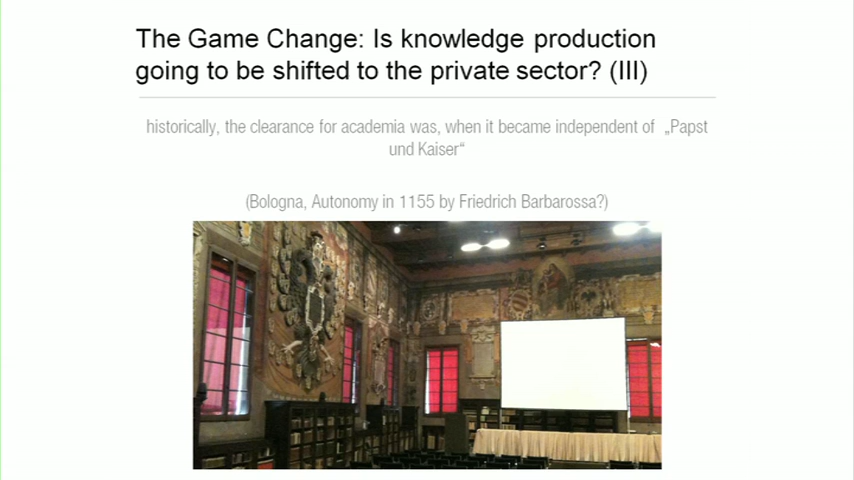 The Game Change: Is knowledge production
going to be shifted to the private sector? (III)
historically, the clearance for academia was, when it became independent of „Papst
und Kaiser“
(Bologna, Autonomy in 1155 by Friedrich Barbarossa?)